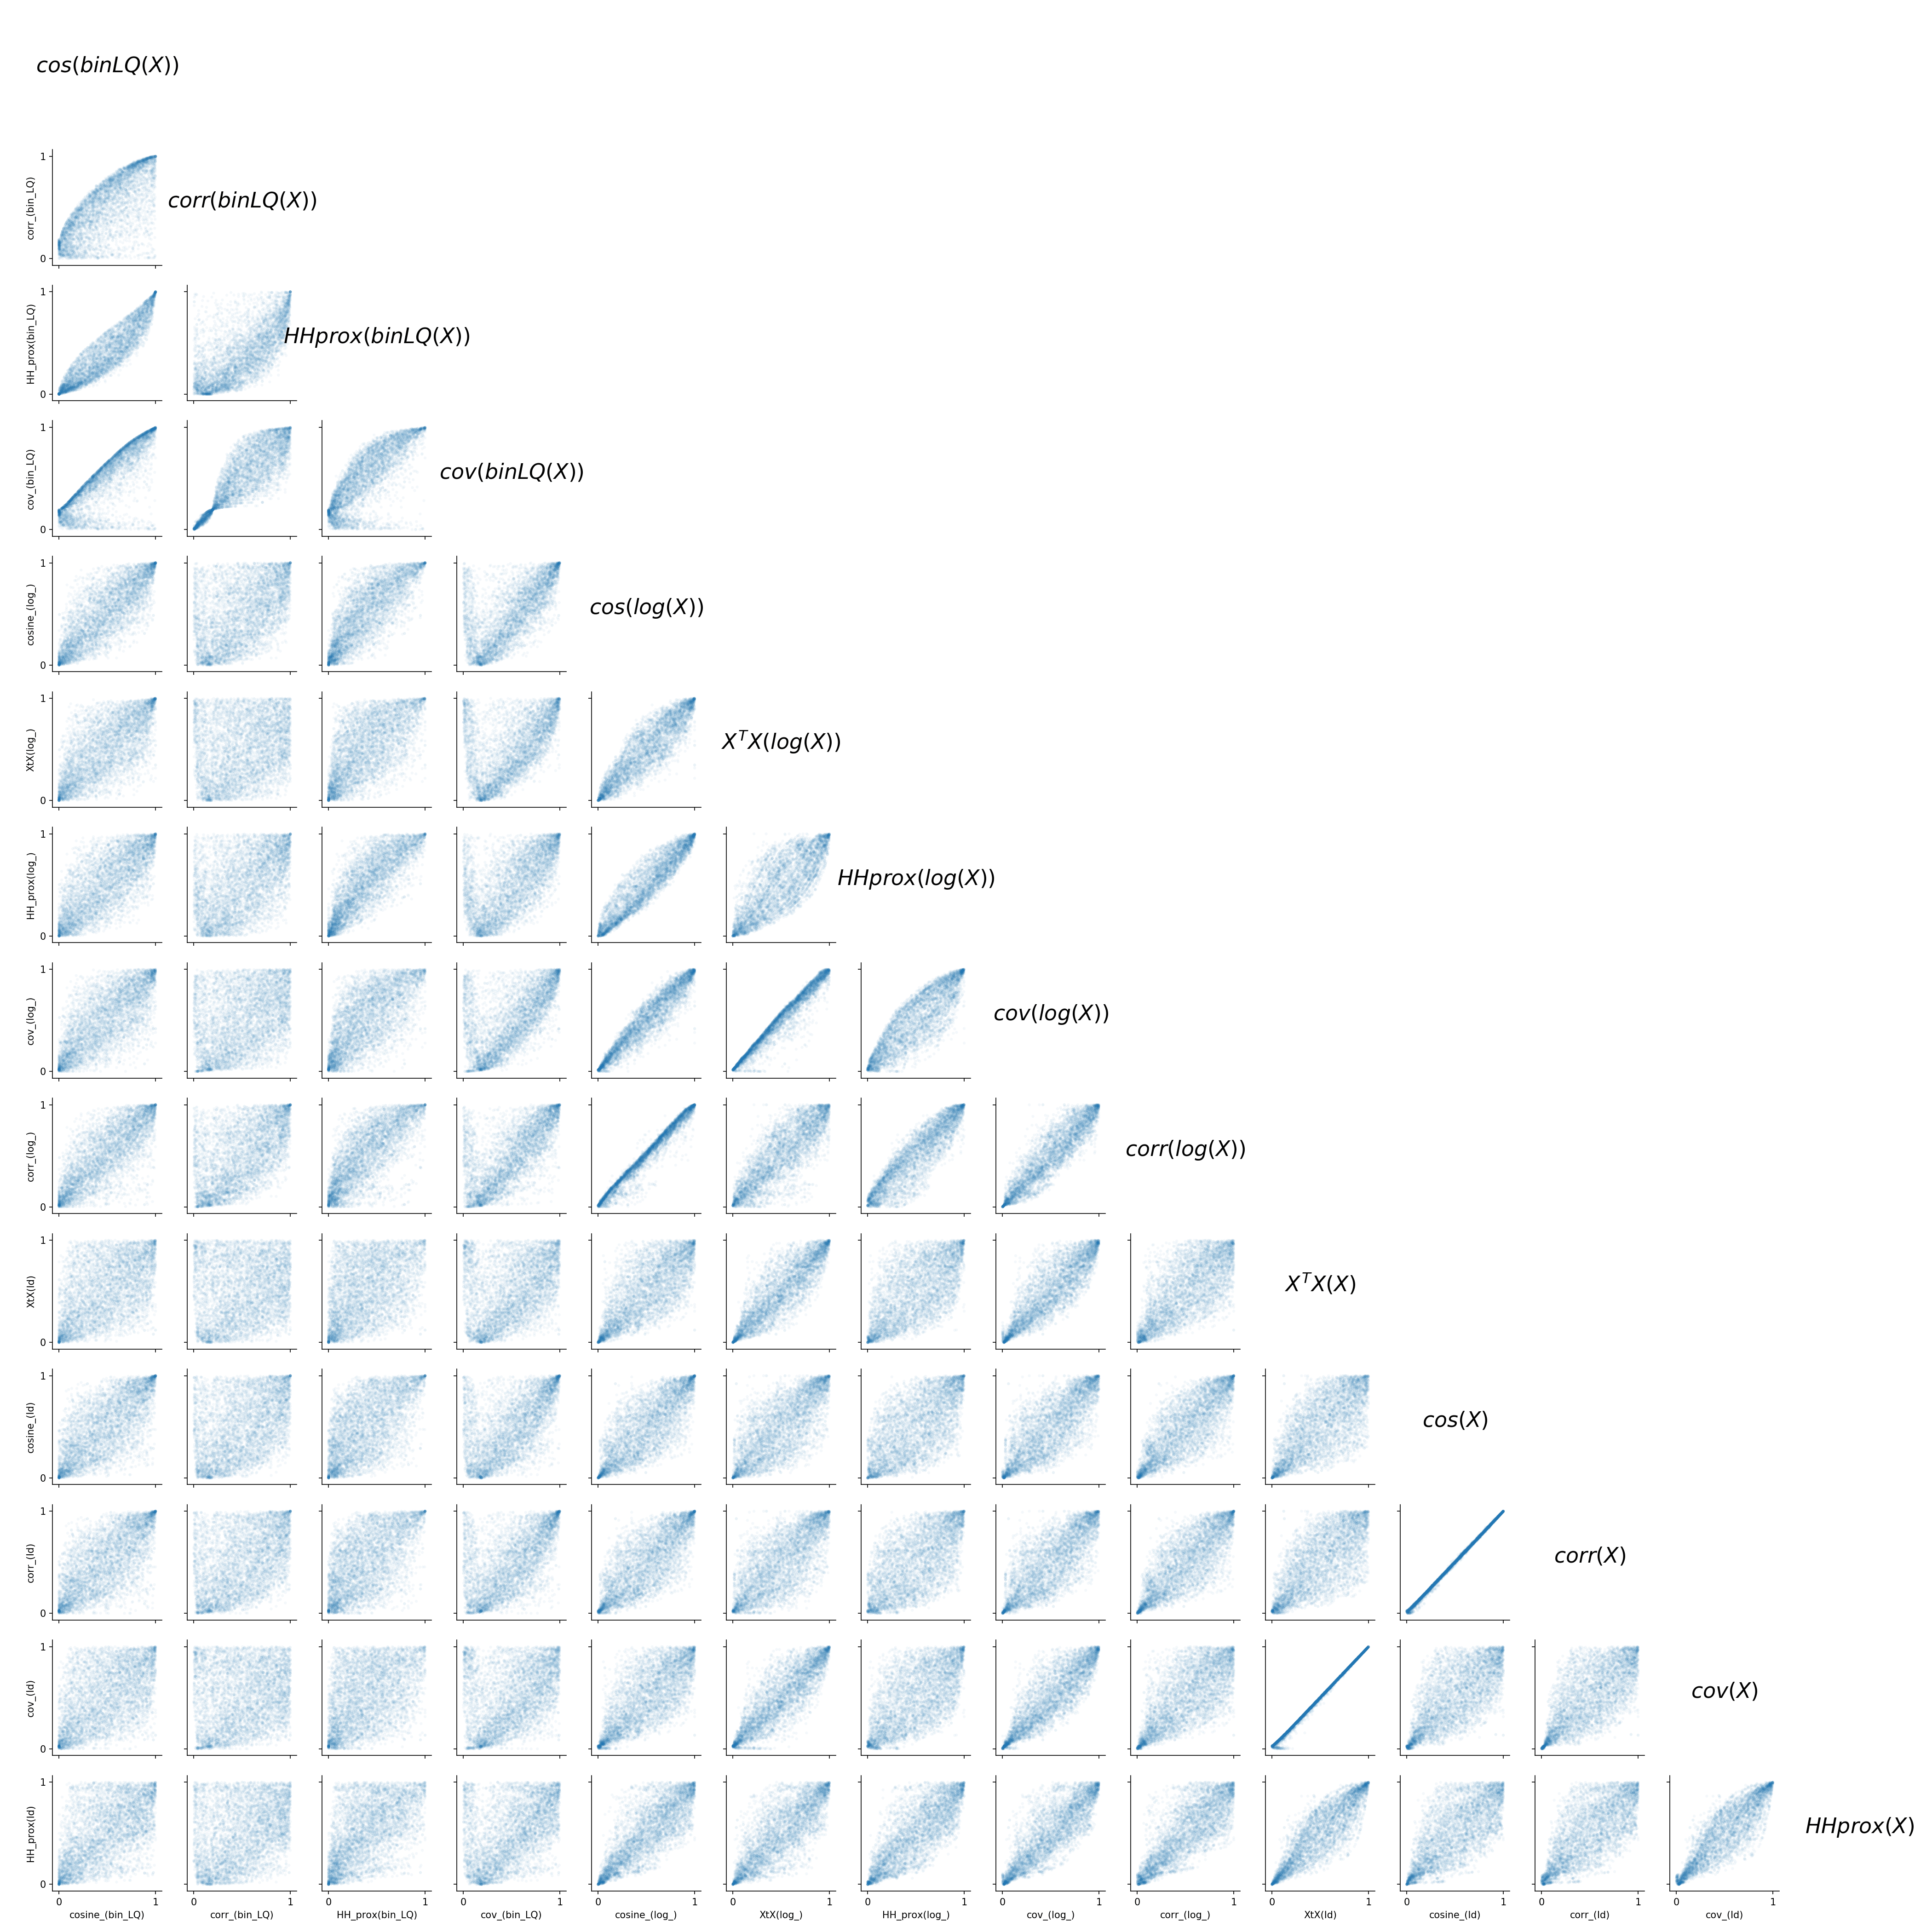 cos(binLQ(X))
1
corr_(bin_LQ)
0
corr(binLQ(X))
1
HH_prox(bin_LQ)
0
HHprox(binLQ(X))
1
cov_(bin_LQ)
0
cov(binLQ(X))
1
cosine_(log_)
0
cos(log(X))
1
XtX(log_)
0
X^T X(log(X))
1
HH_prox(log_)
0
HHprox(log(X))
1
cov_(log_)
0
cov(log(X))
1
corr_(log_)
0
corr(log(X))
1
XtX(Id)
0
X^T X(X)
1
cosine_(Id)
0
cos(X)
1
corr_(Id)
0
corr(X)
1
cov_(Id)
0
cov(X)
1
HH_prox(Id)
0
HHprox(X)
0 1 0 1 0 1 0 1 0 1 0 1 0 1 0 1 0 1 0 1 0 1 0 1 0 1
cosine_(bin_LQ) corr_(bin_LQ) HH_prox(bin_LQ) cov_(bin_LQ) cosine_(log_) XtX(log_) HH_prox(log_) cov_(log_) corr_(log_) XtX(Id) cosine_(Id) corr_(Id) cov_(Id)